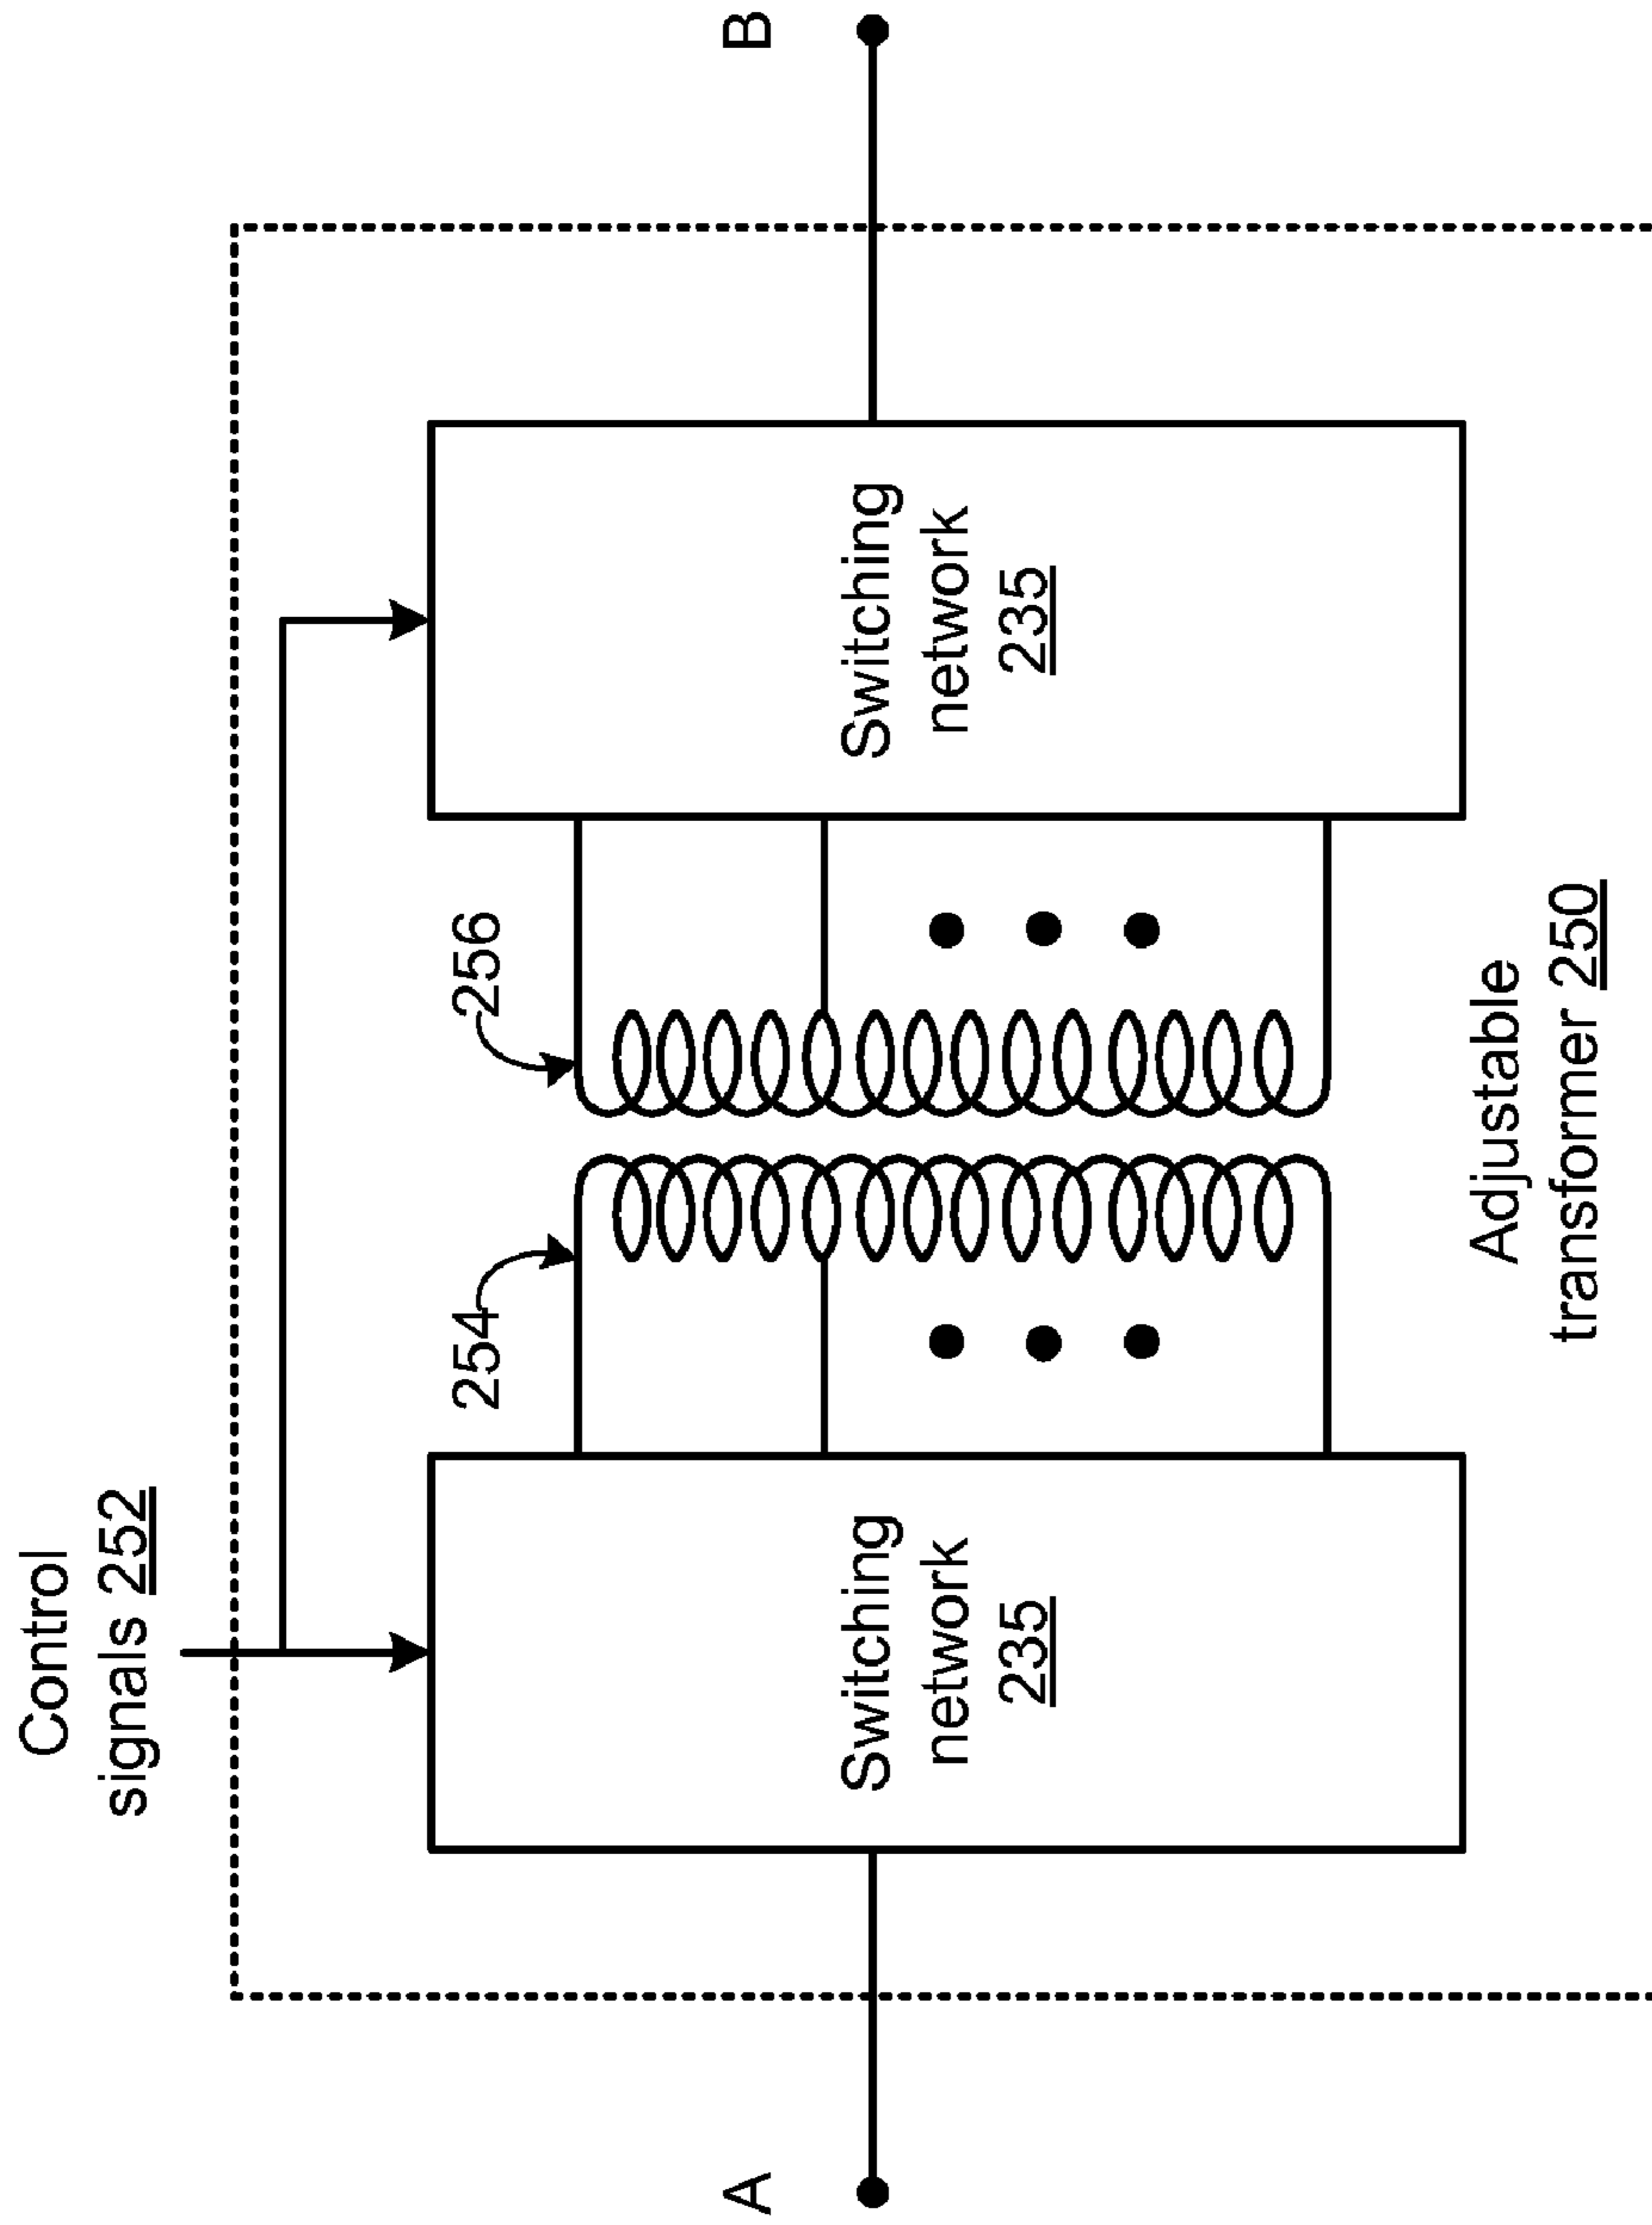 Control
signals 252
254
256
A
B
Switching
network
235
Switching
network
235
Adjustable
transformer 250